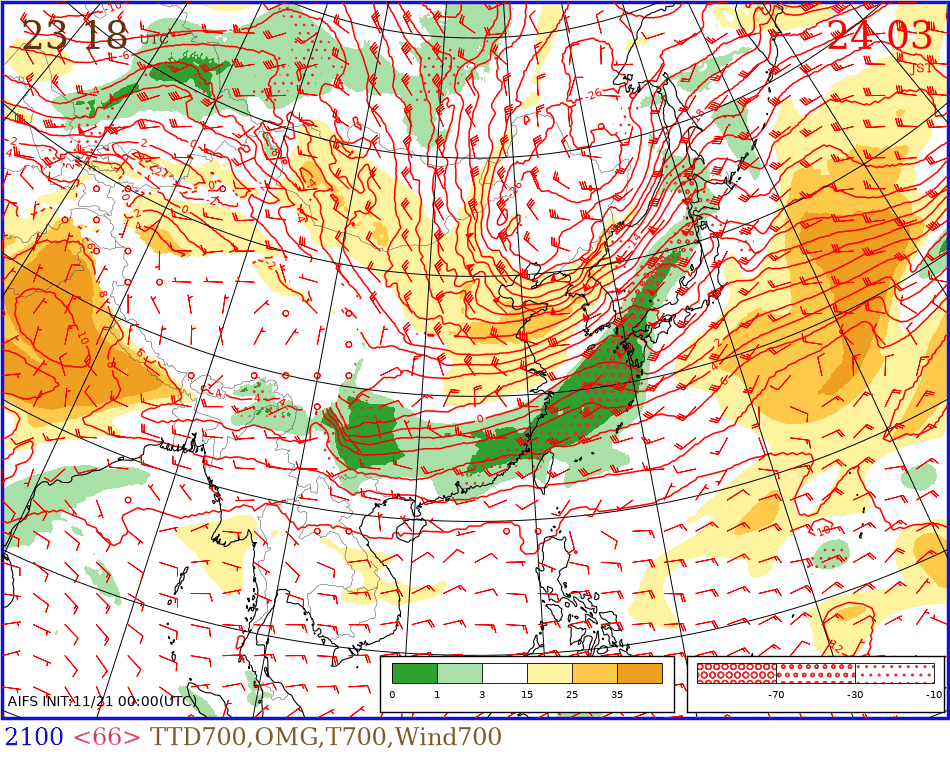 23 18 UTC
24 03
JST
0 1 3 15 25 35
-70 -30 -10
AIFS INIT:11/21 00:00(UTC)
2100 <66> TTD700,OMG,T700,Wind700